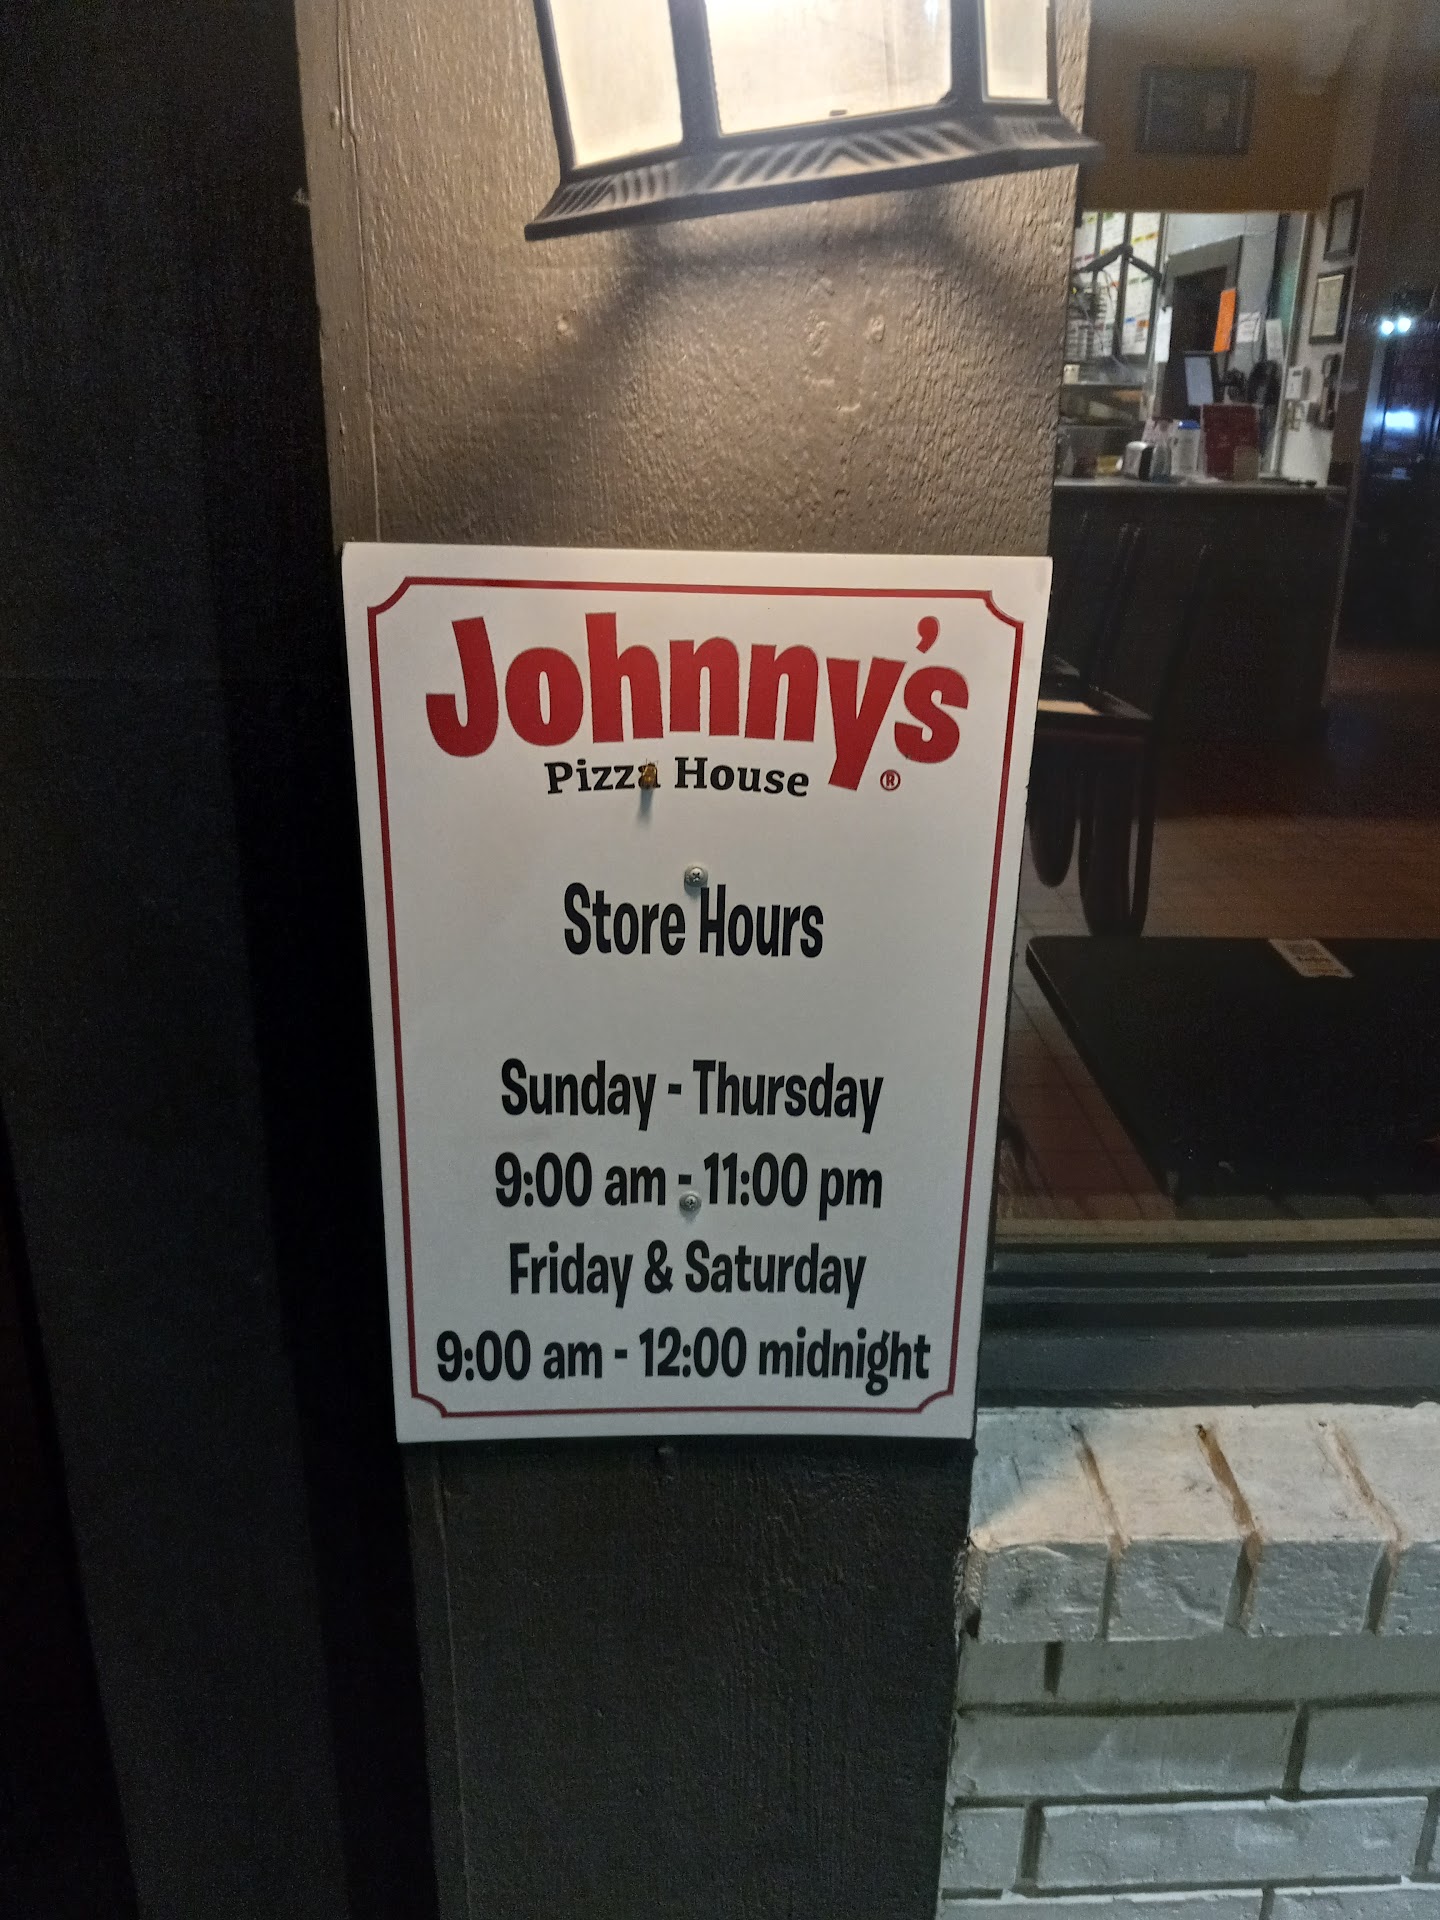 Johnny's®
Pizza House
Store Hours
Sunday - Thursday
9:00 am - 11:00 pm
Friday & Saturday
9:00 am - 12:00 midnight